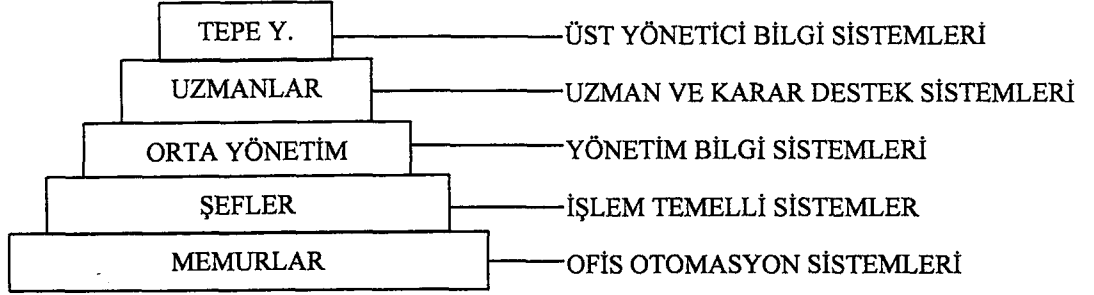 TEPE Y. ÜST YÖNETİCİ BİLGİ SİSTEMLERİ
UZMANLAR UZMAN VE KARAR DESTEK SİSTEMLERİ
ORTA YÖNETİM YÖNETİM BİLGİ SİSTEMLERİ
ŞEFLER İŞLEM TEMELLİ SİSTEMLER
MEMURLAR OFİS OTOMASYON SİSTEMLERİ